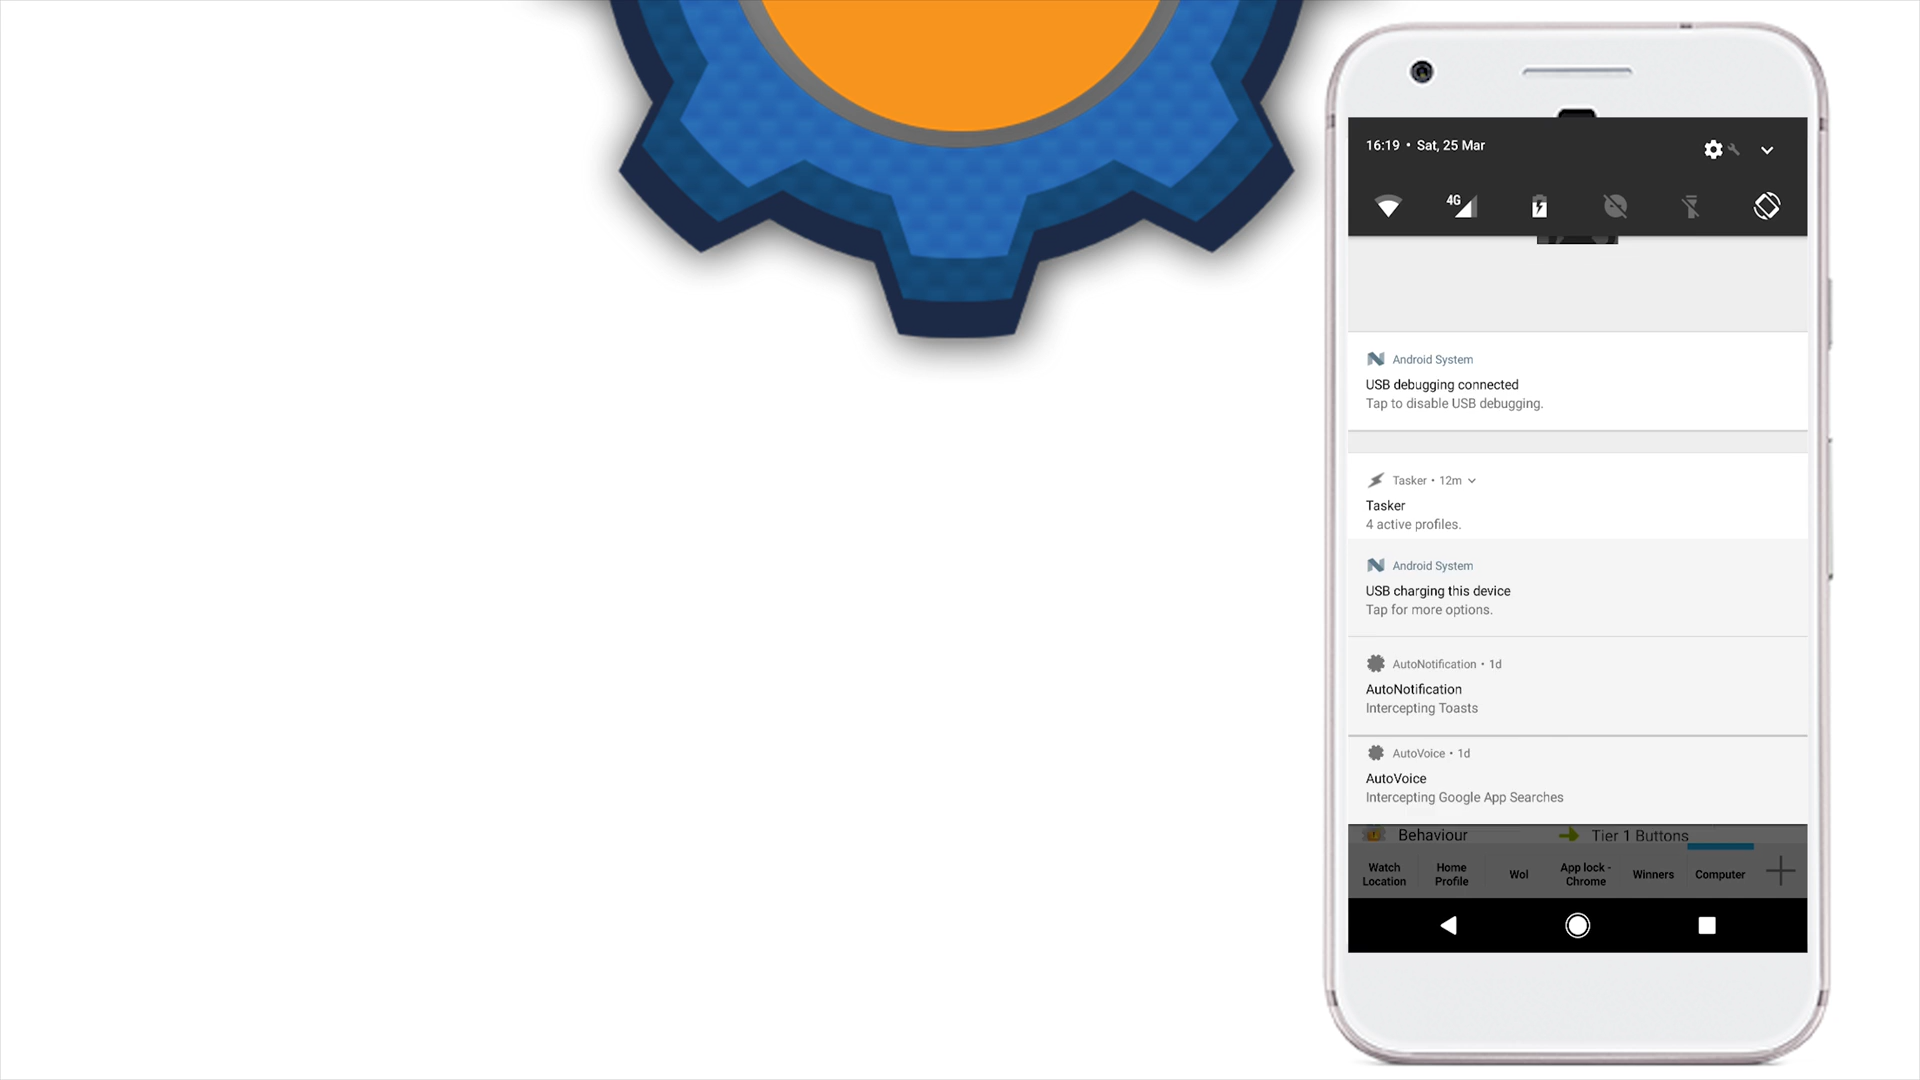 16:19 • Sat, 25 Mar
4G
Android System
USB debugging connected
Tap to disable USB debugging.
Tasker • 12m
Tasker
4 active profiles.
Android System
USB charging this device
Tap for more options.
AutoNotification • 1d
AutoNotification
Intercepting Toasts
AutoVoice • 1d
AutoVoice
Intercepting Google App Searches
Behaviour Tier 1 Buttons
Watch Location
Home Profile
Wol
App lock - Chrome
Winners
Computer